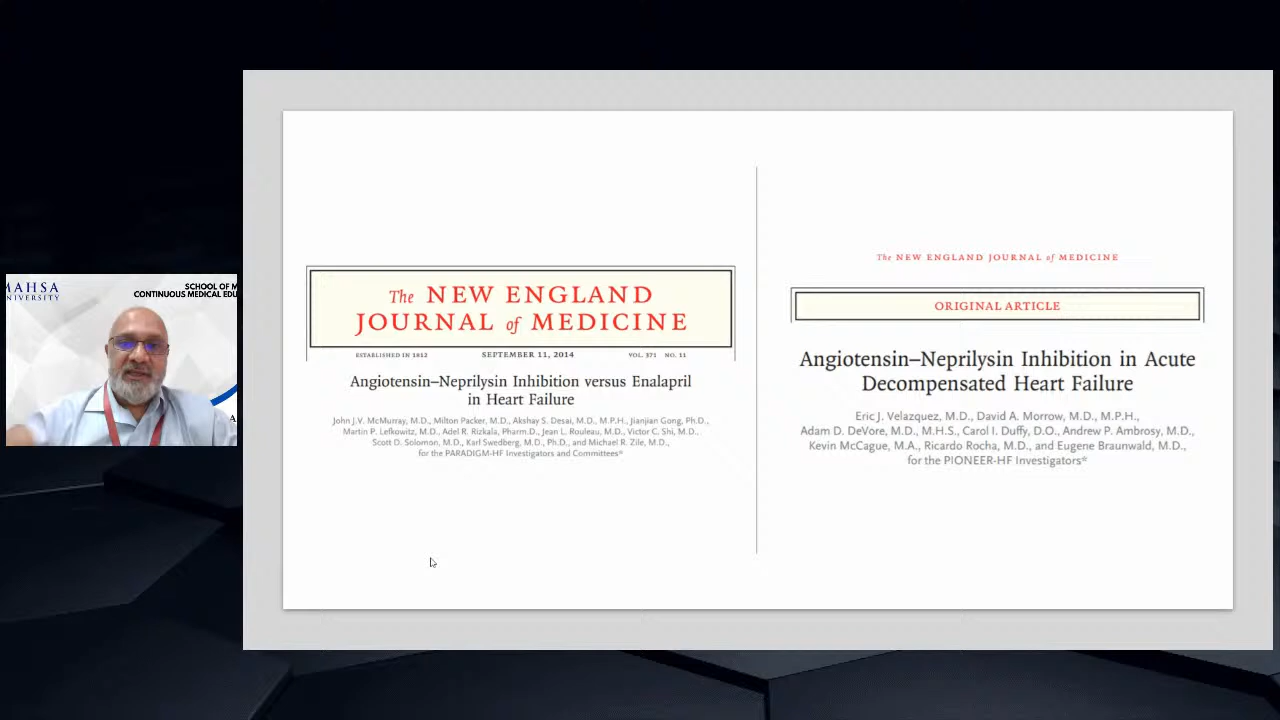 MAHSA
UNIVERSITY
SCHOOL OF M
CONTINUOUS MEDICAL EDU
A
The NEW ENGLAND
JOURNAL of MEDICINE
ESTABLISHED IN 1812 SEPTEMBER 11, 2014 VOL. 371 NO. 11
Angiotensin–Neprilysin Inhibition versus Enalapril
in Heart Failure
John J.V. McMurray, M.D., Milton Packer, M.D., Akshay S. Desai, M.D., M.P.H., Jianjian Gong, Ph.D.,
Martin P. Lefkowitz, M.D., Adel R. Rizkala, Pharm.D., Jean L. Rouleau, M.D., Victor C. Shi, M.D.,
Scott D. Solomon, M.D., Karl Swedberg, M.D., Ph.D., and Michael R. Zile, M.D.,
for the PARADIGM-HF Investigators and Committees*
The NEW ENGLAND JOURNAL of MEDICINE
ORIGINAL ARTICLE
Angiotensin–Neprilysin Inhibition in Acute
Decompensated Heart Failure
Eric J. Velazquez, M.D., David A. Morrow, M.D., M.P.H.,
Adam D. DeVore, M.D., M.H.S., Carol I. Duffy, D.O., Andrew P. Ambrosy, M.D.,
Kevin McCague, M.A., Ricardo Rocha, M.D., and Eugene Braunwald, M.D.,
for the PIONEER-HF Investigators*